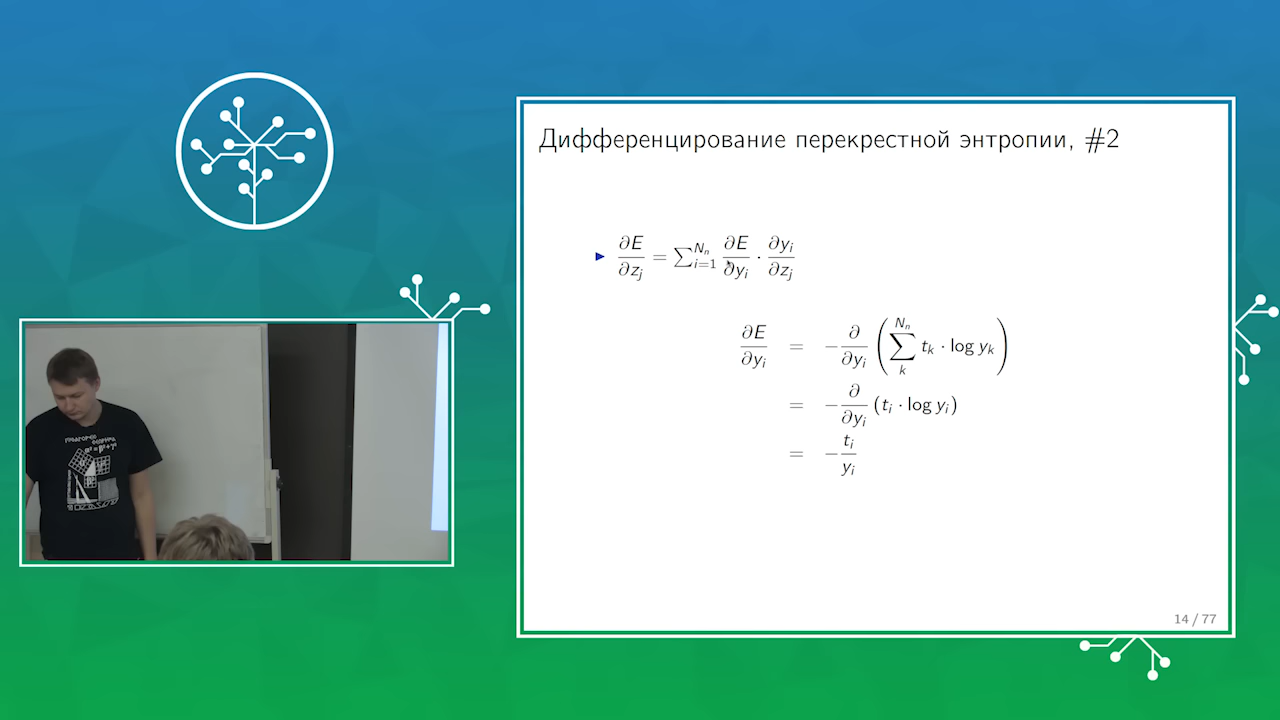 Дифференцирование перекрестной энтропии, #2
∂E/∂z_j = ∑_{i=1}^{N_n} ∂E/∂y_i · ∂y_i/∂z_j
∂E/∂y_i = −∂/∂y_i (∑_k^{N_n} t_k · log y_k)
= −∂/∂y_i (t_i · log y_i)
= −t_i/y_i
14 / 77